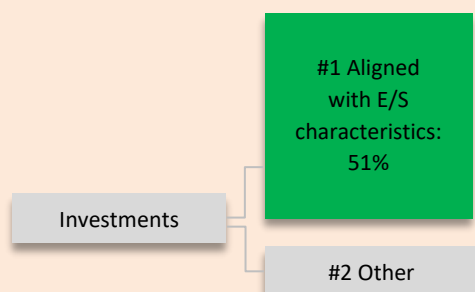 #1 Aligned
with E/S
characteristics:
51%
Investments
#2 Other